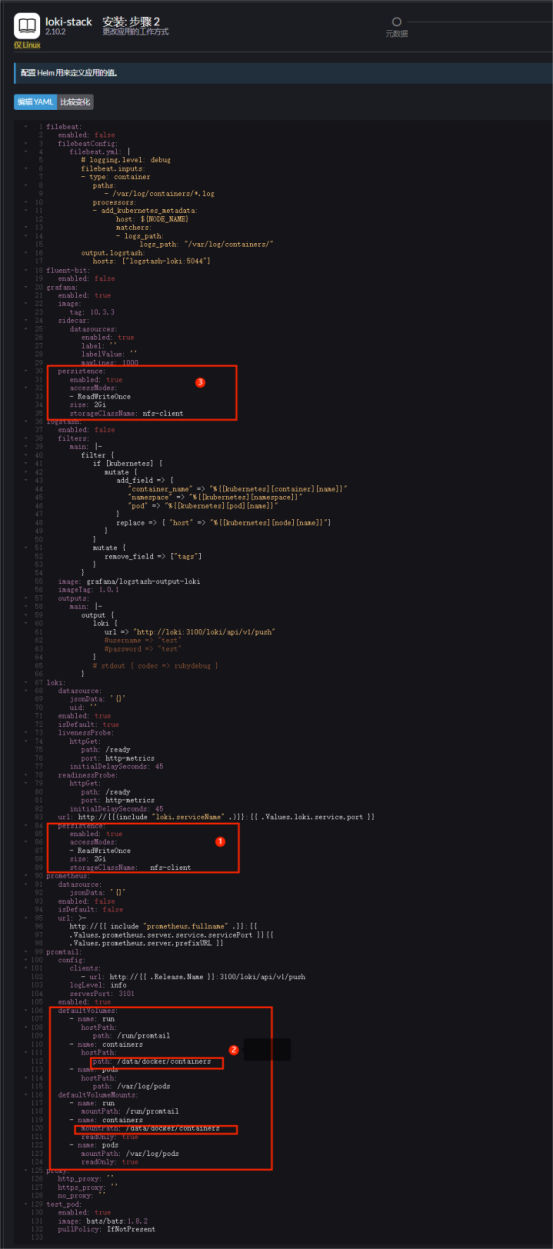 loki-stack 安装: 步骤 2
2.10.2 更改应用的工作方式
仅 Linux
元数据
配置 Helm 用来定义应用的值。
编辑 YAML 比较变化
1 filebeat:
2 enabled: false
3 filebeatConfig:
4 filebeat.yml: |
5 # logging.level: debug
6 filebeat.inputs:
7 - type: container
8 paths:
9 - /var/log/containers/*.log
10 processors:
11 - add_kubernetes_metadata:
12 host: ${NODE_NAME}
13 matchers:
14 - logs_path:
15 logs_path: "/var/log/containers/"
16 output.logstash:
17 hosts: ["logstash-loki:5044"]
18 fluent-bit:
19 enabled: false
20 grafana:
21 enabled: true
22 image:
23 tag: 10.3.3
24 sidecar:
25 datasources:
26 enabled: true
27 label: ''
28 labelValue: ''
29 maxLines: 1000
30 persistence:
31 enabled: true
32 accessModes:
33 - ReadWriteOnce
34 size: 2Gi
35 storageClassName: nfs-client
3
36 logstash:
37 enabled: false
38 filters:
39 main: |-
40 filter {
41 if [kubernetes] {
42 mutate {
43 add_field => {
44 "container_name" => "%{[kubernetes][container][name]}"
45 "namespace" => "%{[kubernetes][namespace]}"
46 "pod" => "%{[kubernetes][pod][name]}"
47 }
48 replace => { "host" => "%{[kubernetes][node][name]}"}
49 }
50 }
51 mutate {
52 remove_field => ["tags"]
53 }
54 }
55 image: grafana/logstash-output-loki
56 imageTag: 1.0.1
57 outputs:
58 main: |-
59 output {
60 loki {
61 url => "http://loki:3100/loki/api/v1/push"
62 #username => "test"
63 #password => "test"
64 }
65 # stdout { codec => rubydebug }
66 }
67 loki:
68 datasource:
69 jsonData: '{}'
70 uid: ''
71 enabled: true
72 isDefault: true
73 livenessProbe:
74 httpGet:
75 path: /ready
76 port: http-metrics
77 initialDelaySeconds: 45
78 readinessProbe:
79 httpGet:
80 path: /ready
81 port: http-metrics
82 initialDelaySeconds: 45
83 url: http://{{(include "loki.serviceName" .)}}:{{ .Values.loki.service.port }}
84 persistence:
85 enabled: true
86 accessModes:
87 - ReadWriteOnce
88 size: 2Gi
89 storageClassName: nfs-client
1
90 prometheus:
91 datasource:
92 jsonData: '{}'
93 enabled: false
94 isDefault: false
95 url: >-
96 http://{{ include "prometheus.fullname" .}}:{{
97 .Values.prometheus.server.service.servicePort }}{{
98 .Values.prometheus.server.prefixURL }}
99 promtail:
100 config:
101 clients:
102 - url: http://{{ .Release.Name }}:3100/loki/api/v1/push
103 logLevel: info
104 serverPort: 3101
105 enabled: true
106 defaultVolumes:
107 - name: run
108 hostPath:
109 path: /run/promtail
110 - name: containers
111 hostPath:
112 path: /data/docker/containers
2
113 - name: pods
114 hostPath:
115 path: /var/log/pods
116 defaultVolumeMounts:
117 - name: run
118 mountPath: /run/promtail
119 - name: containers
120 mountPath: /data/docker/containers
121 readOnly: true
122 - name: pods
123 mountPath: /var/log/pods
124 readOnly: true
125 proxy:
126 http_proxy: ''
127 https_proxy: ''
128 no_proxy: ''
129 test_pod:
130 enabled: true
131 image: bats/bats:1.8.2
132 pullPolicy: IfNotPresent
133